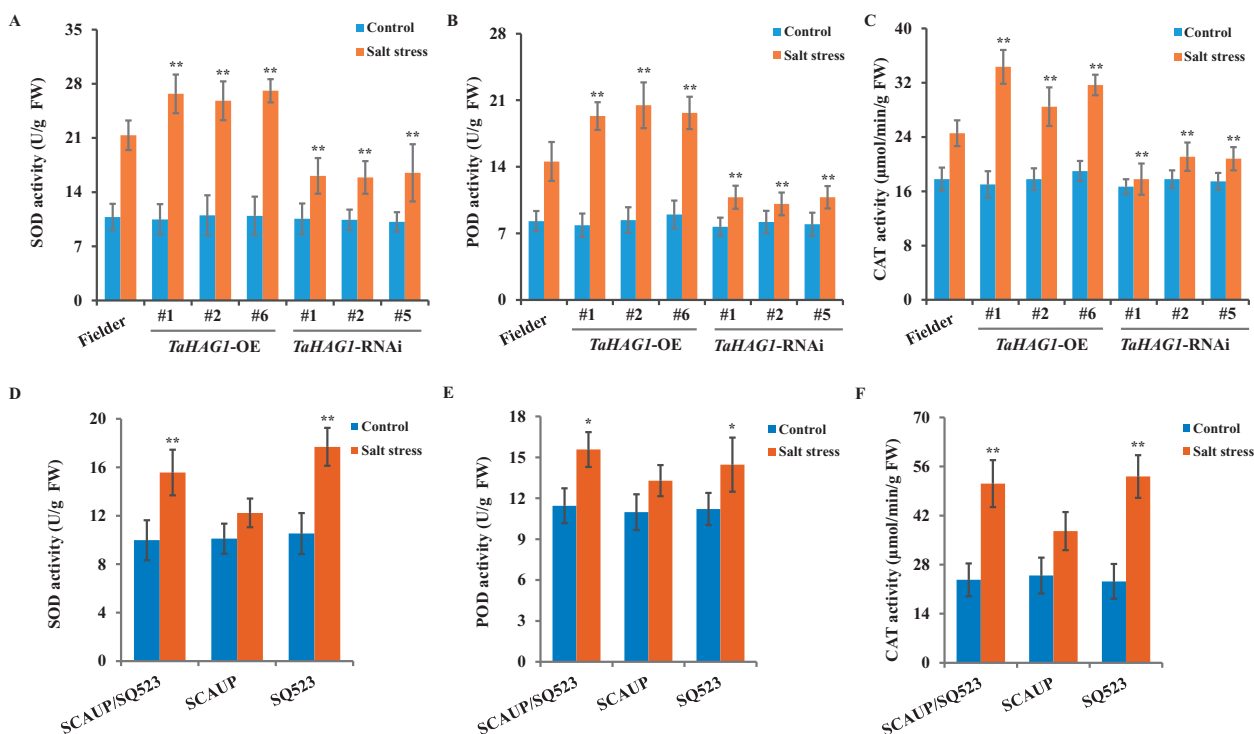 A
SOD activity (U/g FW)
35
28
21
14
7
0
Control
Salt stress
** ** ** ** ** **
Fielder #1 #2 #6 #1 #2 #5
TaHAG1-OE TaHAG1-RNAi
B
POD activity (U/g FW)
28
21
14
7
0
Control
Salt stress
** ** ** ** ** **
Fielder #1 #2 #6 #1 #2 #5
TaHAG1-OE TaHAG1-RNAi
C
CAT activity (μmol/min/g FW)
40
32
24
16
8
0
Control
Salt stress
** ** ** ** ** **
Fielder #1 #2 #6 #1 #2 #5
TaHAG1-OE TaHAG1-RNAi
D
SOD activity (U/g FW)
20
16
12
8
4
0
Control
Salt stress
** **
SCAUP/SQ523 SCAUP SQ523
E
POD activity (U/g FW)
18
15
12
9
6
3
0
Control
Salt stress
* *
SCAUP/SQ523 SCAUP SQ523
F
CAT activity (μmol/min/g FW)
70
56
42
28
14
0
Control
Salt stress
** **
SCAUP/SQ523 SCAUP SQ523